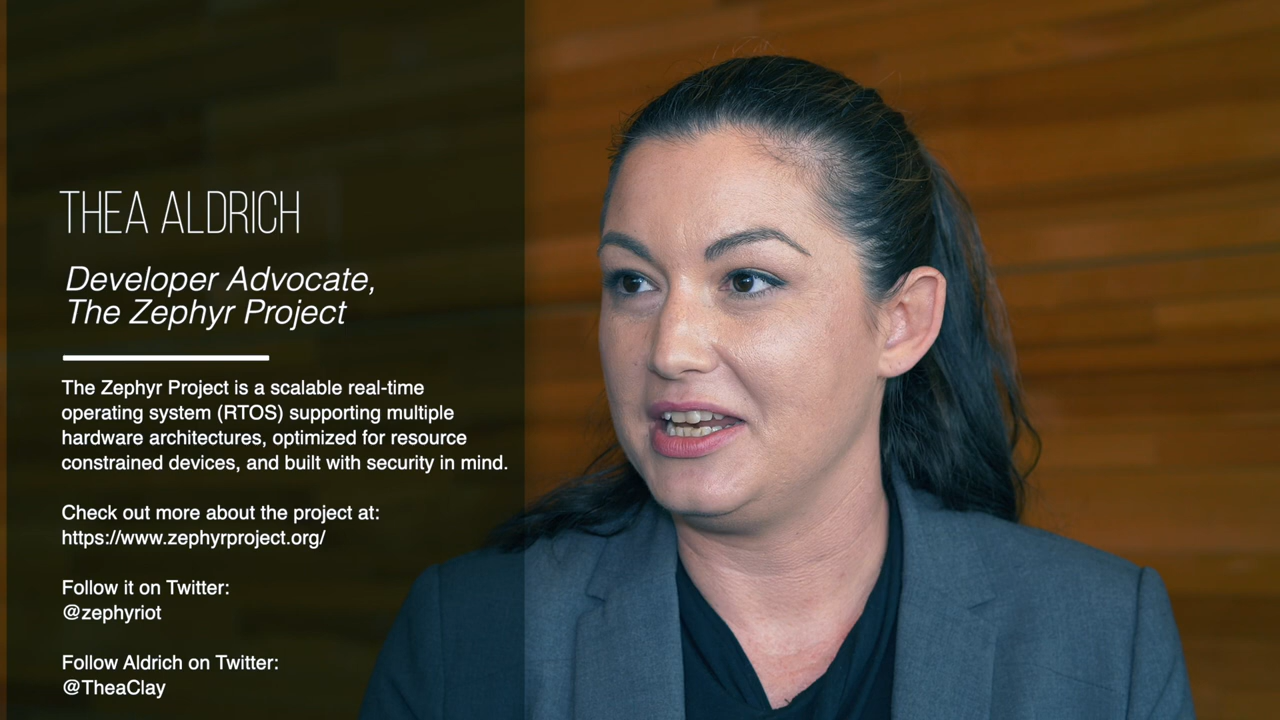 THEA ALDRICH
Developer Advocate,
The Zephyr Project
The Zephyr Project is a scalable real-time
operating system (RTOS) supporting multiple
hardware architectures, optimized for resource
constrained devices, and built with security in mind.
Check out more about the project at:
https://www.zephyrproject.org/
Follow it on Twitter:
@zephyriot
Follow Aldrich on Twitter:
@TheaClay